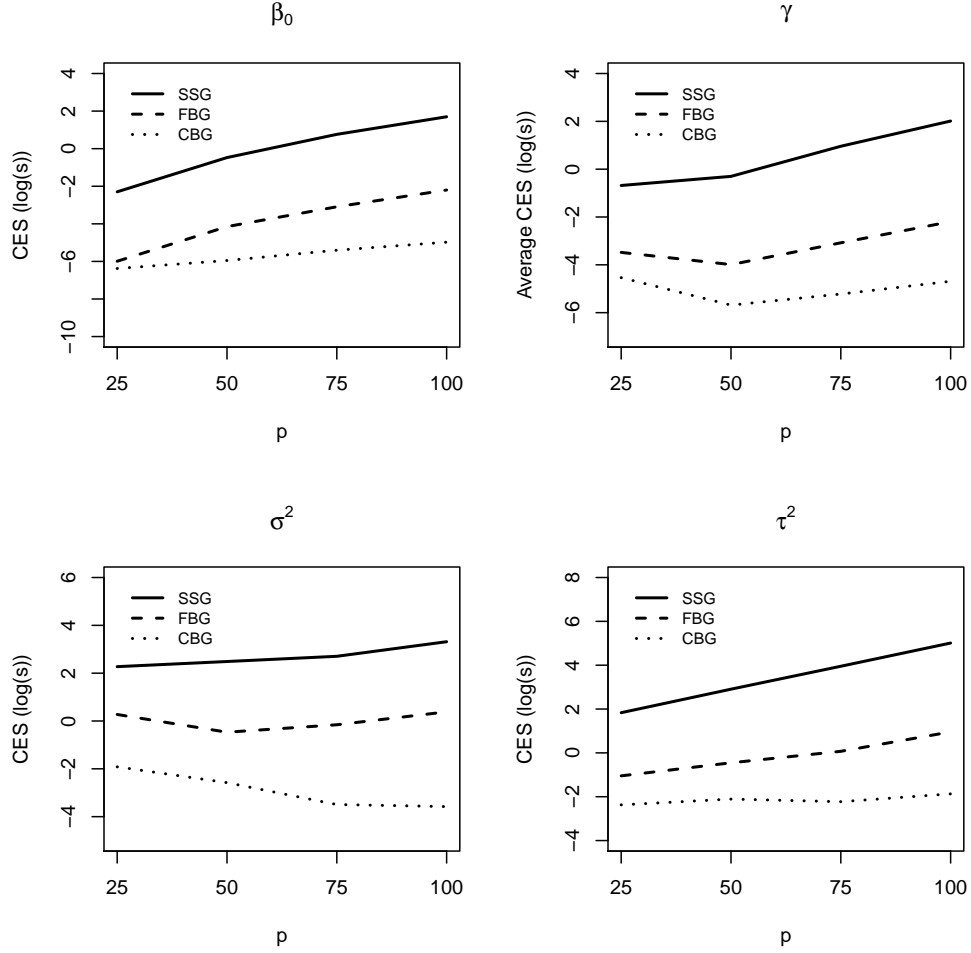 β0
CES (log(s))
4
2
0
−2
−6
−10
SSG
FBG
CBG
25 50 75 100
p
γ
Average CES (log(s))
4
2
0
−2
−4
−6
SSG
FBG
CBG
25 50 75 100
p
σ2
CES (log(s))
6
4
2
0
−2
−4
SSG
FBG
CBG
25 50 75 100
p
τ2
CES (log(s))
8
6
4
2
0
−2
−4
SSG
FBG
CBG
25 50 75 100
p